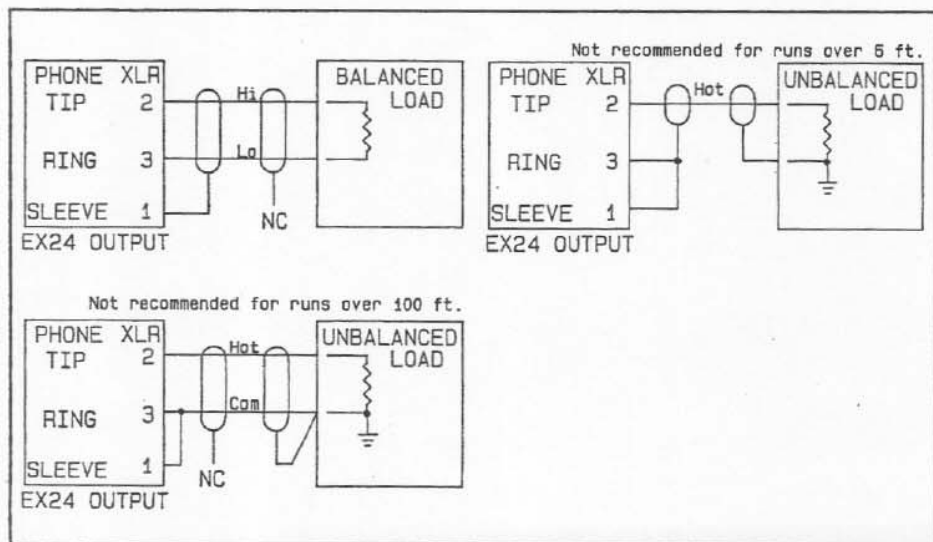 PHONE XLR
TIP 2
RING 3
SLEEVE 1
EX24 OUTPUT
Hi
Lo
NC
BALANCED
LOAD
Not recommended for runs over 5 ft.
PHONE XLR
TIP 2
RING 3
SLEEVE 1
EX24 OUTPUT
Hot
UNBALANCED
LOAD
Not recommended for runs over 100 ft.
PHONE XLR
TIP 2
RING 3
SLEEVE 1
EX24 OUTPUT
Hot
Com
NC
UNBALANCED
LOAD